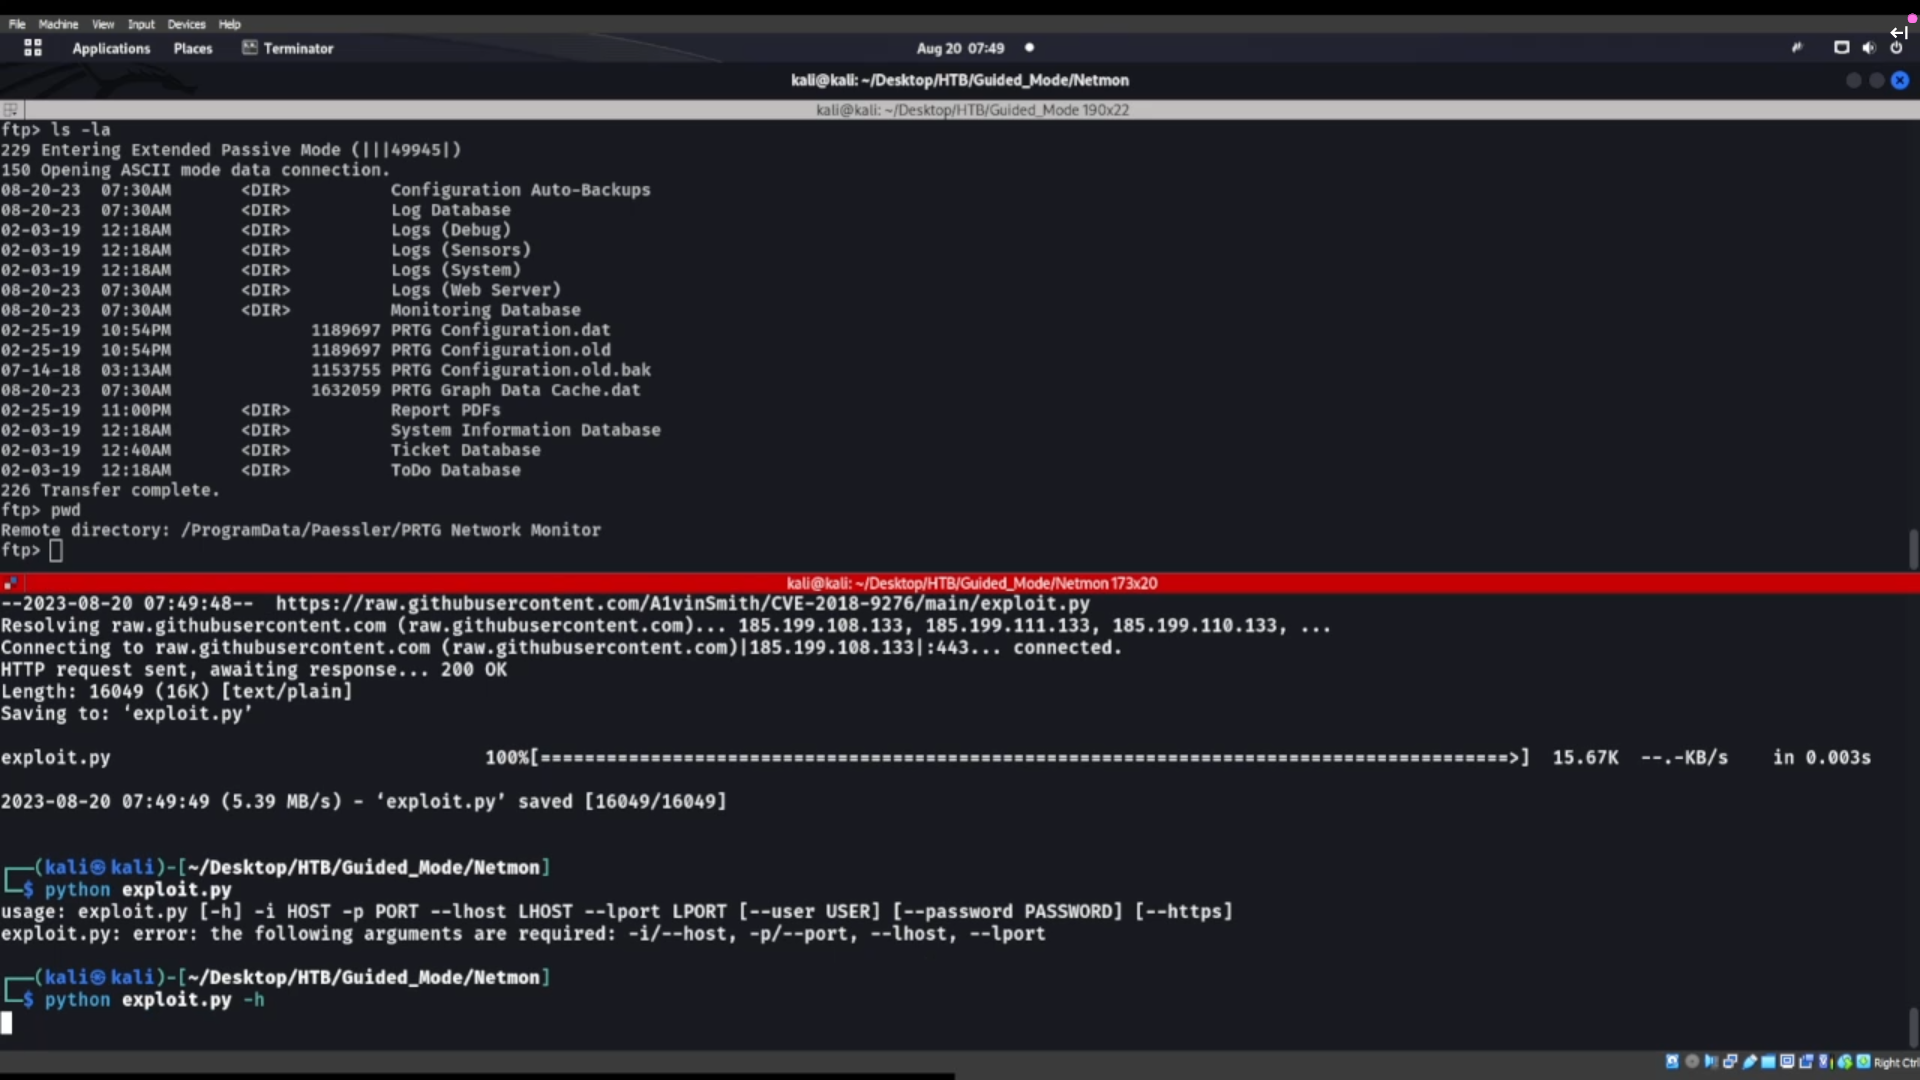 File Machine View Input Devices Help
Applications Places Terminator Aug 20 07:49
kali@kali: ~/Desktop/HTB/Guided_Mode/Netmon
kali@kali: ~/Desktop/HTB/Guided_Mode 190x22
ftp> ls -la
229 Entering Extended Passive Mode (|||49945|)
150 Opening ASCII mode data connection.
08-20-23 07:30AM <DIR> Configuration Auto-Backups
08-20-23 07:30AM <DIR> Log Database
02-03-19 12:18AM <DIR> Logs (Debug)
02-03-19 12:18AM <DIR> Logs (Sensors)
02-03-19 12:18AM <DIR> Logs (System)
08-20-23 07:30AM <DIR> Logs (Web Server)
08-20-23 07:30AM <DIR> Monitoring Database
02-25-19 10:54PM 1189697 PRTG Configuration.dat
02-25-19 10:54PM 1189697 PRTG Configuration.old
07-14-18 03:13AM 1153755 PRTG Configuration.old.bak
08-20-23 07:30AM 1632059 PRTG Graph Data Cache.dat
02-25-19 11:00PM <DIR> Report PDFs
02-03-19 12:18AM <DIR> System Information Database
02-03-19 12:40AM <DIR> Ticket Database
02-03-19 12:18AM <DIR> ToDo Database
226 Transfer complete.
ftp> pwd
Remote directory: /ProgramData/Paessler/PRTG Network Monitor
ftp>
kali@kali: ~/Desktop/HTB/Guided_Mode/Netmon 173x20
--2023-08-20 07:49:48-- https://raw.githubusercontent.com/A1vinSmith/CVE-2018-9276/main/exploit.py
Resolving raw.githubusercontent.com (raw.githubusercontent.com)... 185.199.108.133, 185.199.111.133, 185.199.110.133, ...
Connecting to raw.githubusercontent.com (raw.githubusercontent.com)|185.199.108.133|:443... connected.
HTTP request sent, awaiting response... 200 OK
Length: 16049 (16K) [text/plain]
Saving to: ‘exploit.py’
exploit.py 100%[========================================================================================>] 15.67K --.-KB/s in 0.003s
2023-08-20 07:49:49 (5.39 MB/s) - ‘exploit.py’ saved [16049/16049]
┌──(kali㉿kali)-[~/Desktop/HTB/Guided_Mode/Netmon]
└─$ python exploit.py
usage: exploit.py [-h] -i HOST -p PORT --lhost LHOST --lport LPORT [--user USER] [--password PASSWORD] [--https]
exploit.py: error: the following arguments are required: -i/--host, -p/--port, --lhost, --lport
┌──(kali㉿kali)-[~/Desktop/HTB/Guided_Mode/Netmon]
└─$ python exploit.py -h
Right Ctrl